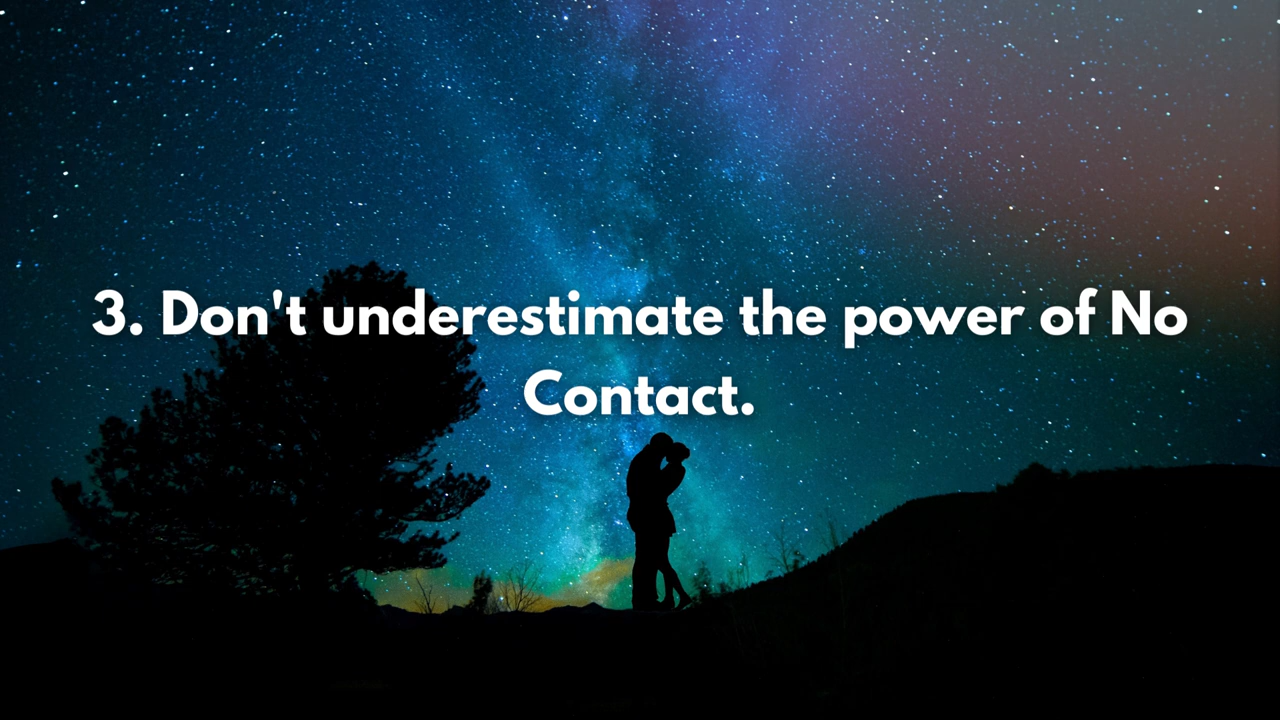 3. Don't underestimate the power of No
Contact.